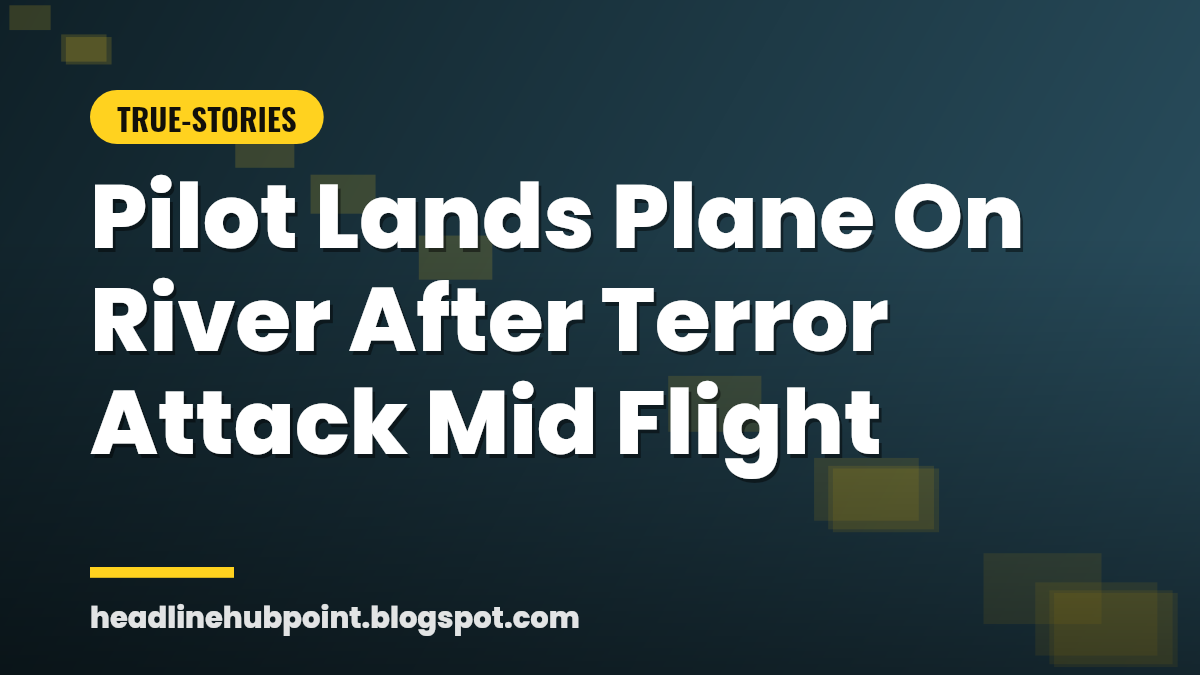 TRUE-STORIES
Pilot Lands Plane On
River After Terror
Attack Mid Flight
headlinehubpoint.blogspot.com